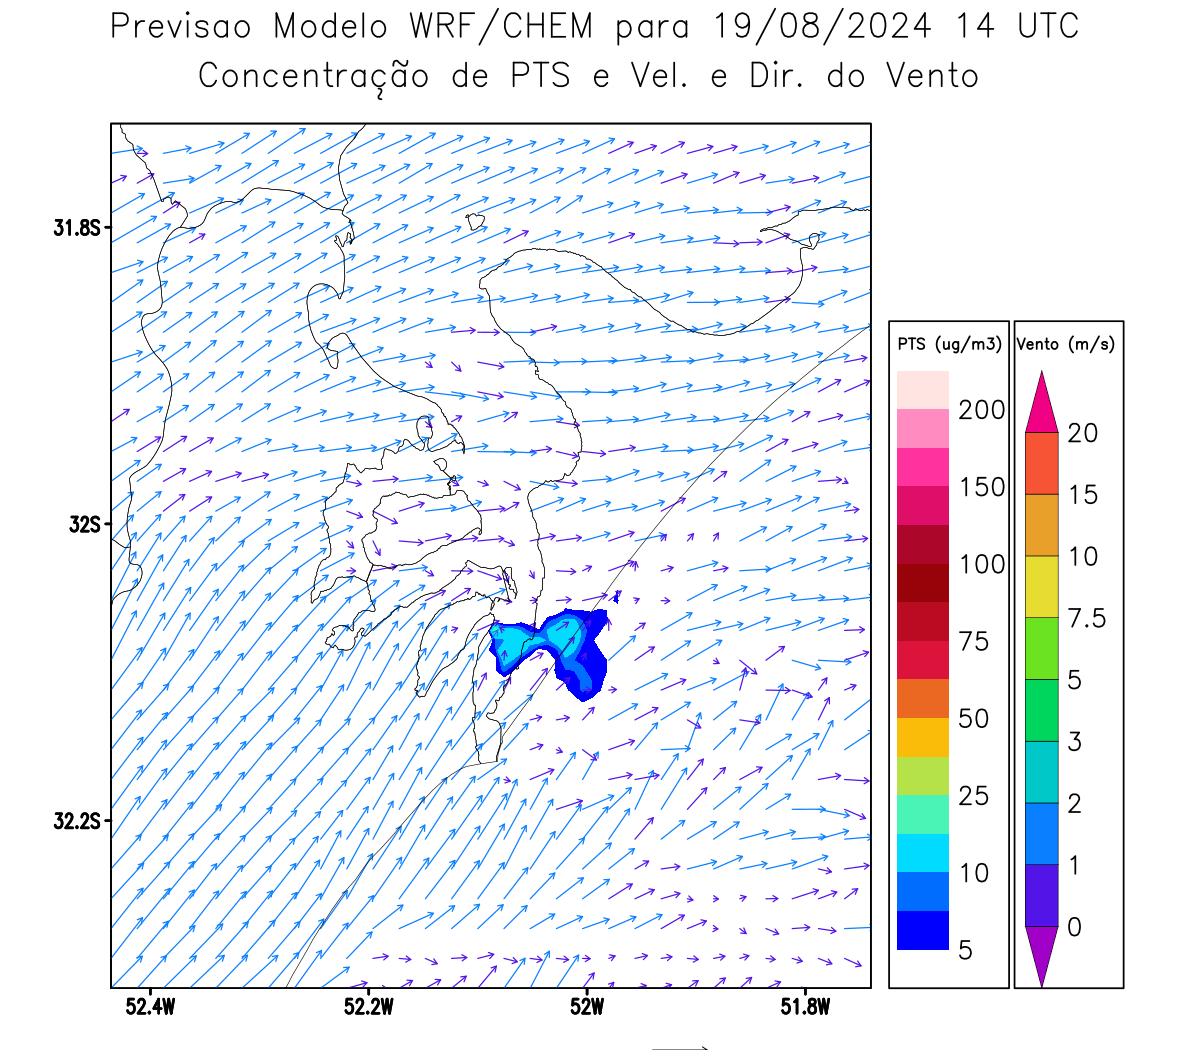 Previsao Modelo WRF/CHEM para 19/08/2024 14 UTC
Concentração de PTS e Vel. e Dir. do Vento
31.8S
32S
32.2S
52.4W
52.2W
52W
51.8W
PTS (ug/m3)
200
150
100
75
50
25
10
5
Vento (m/s)
20
15
10
7.5
5
3
2
1
0